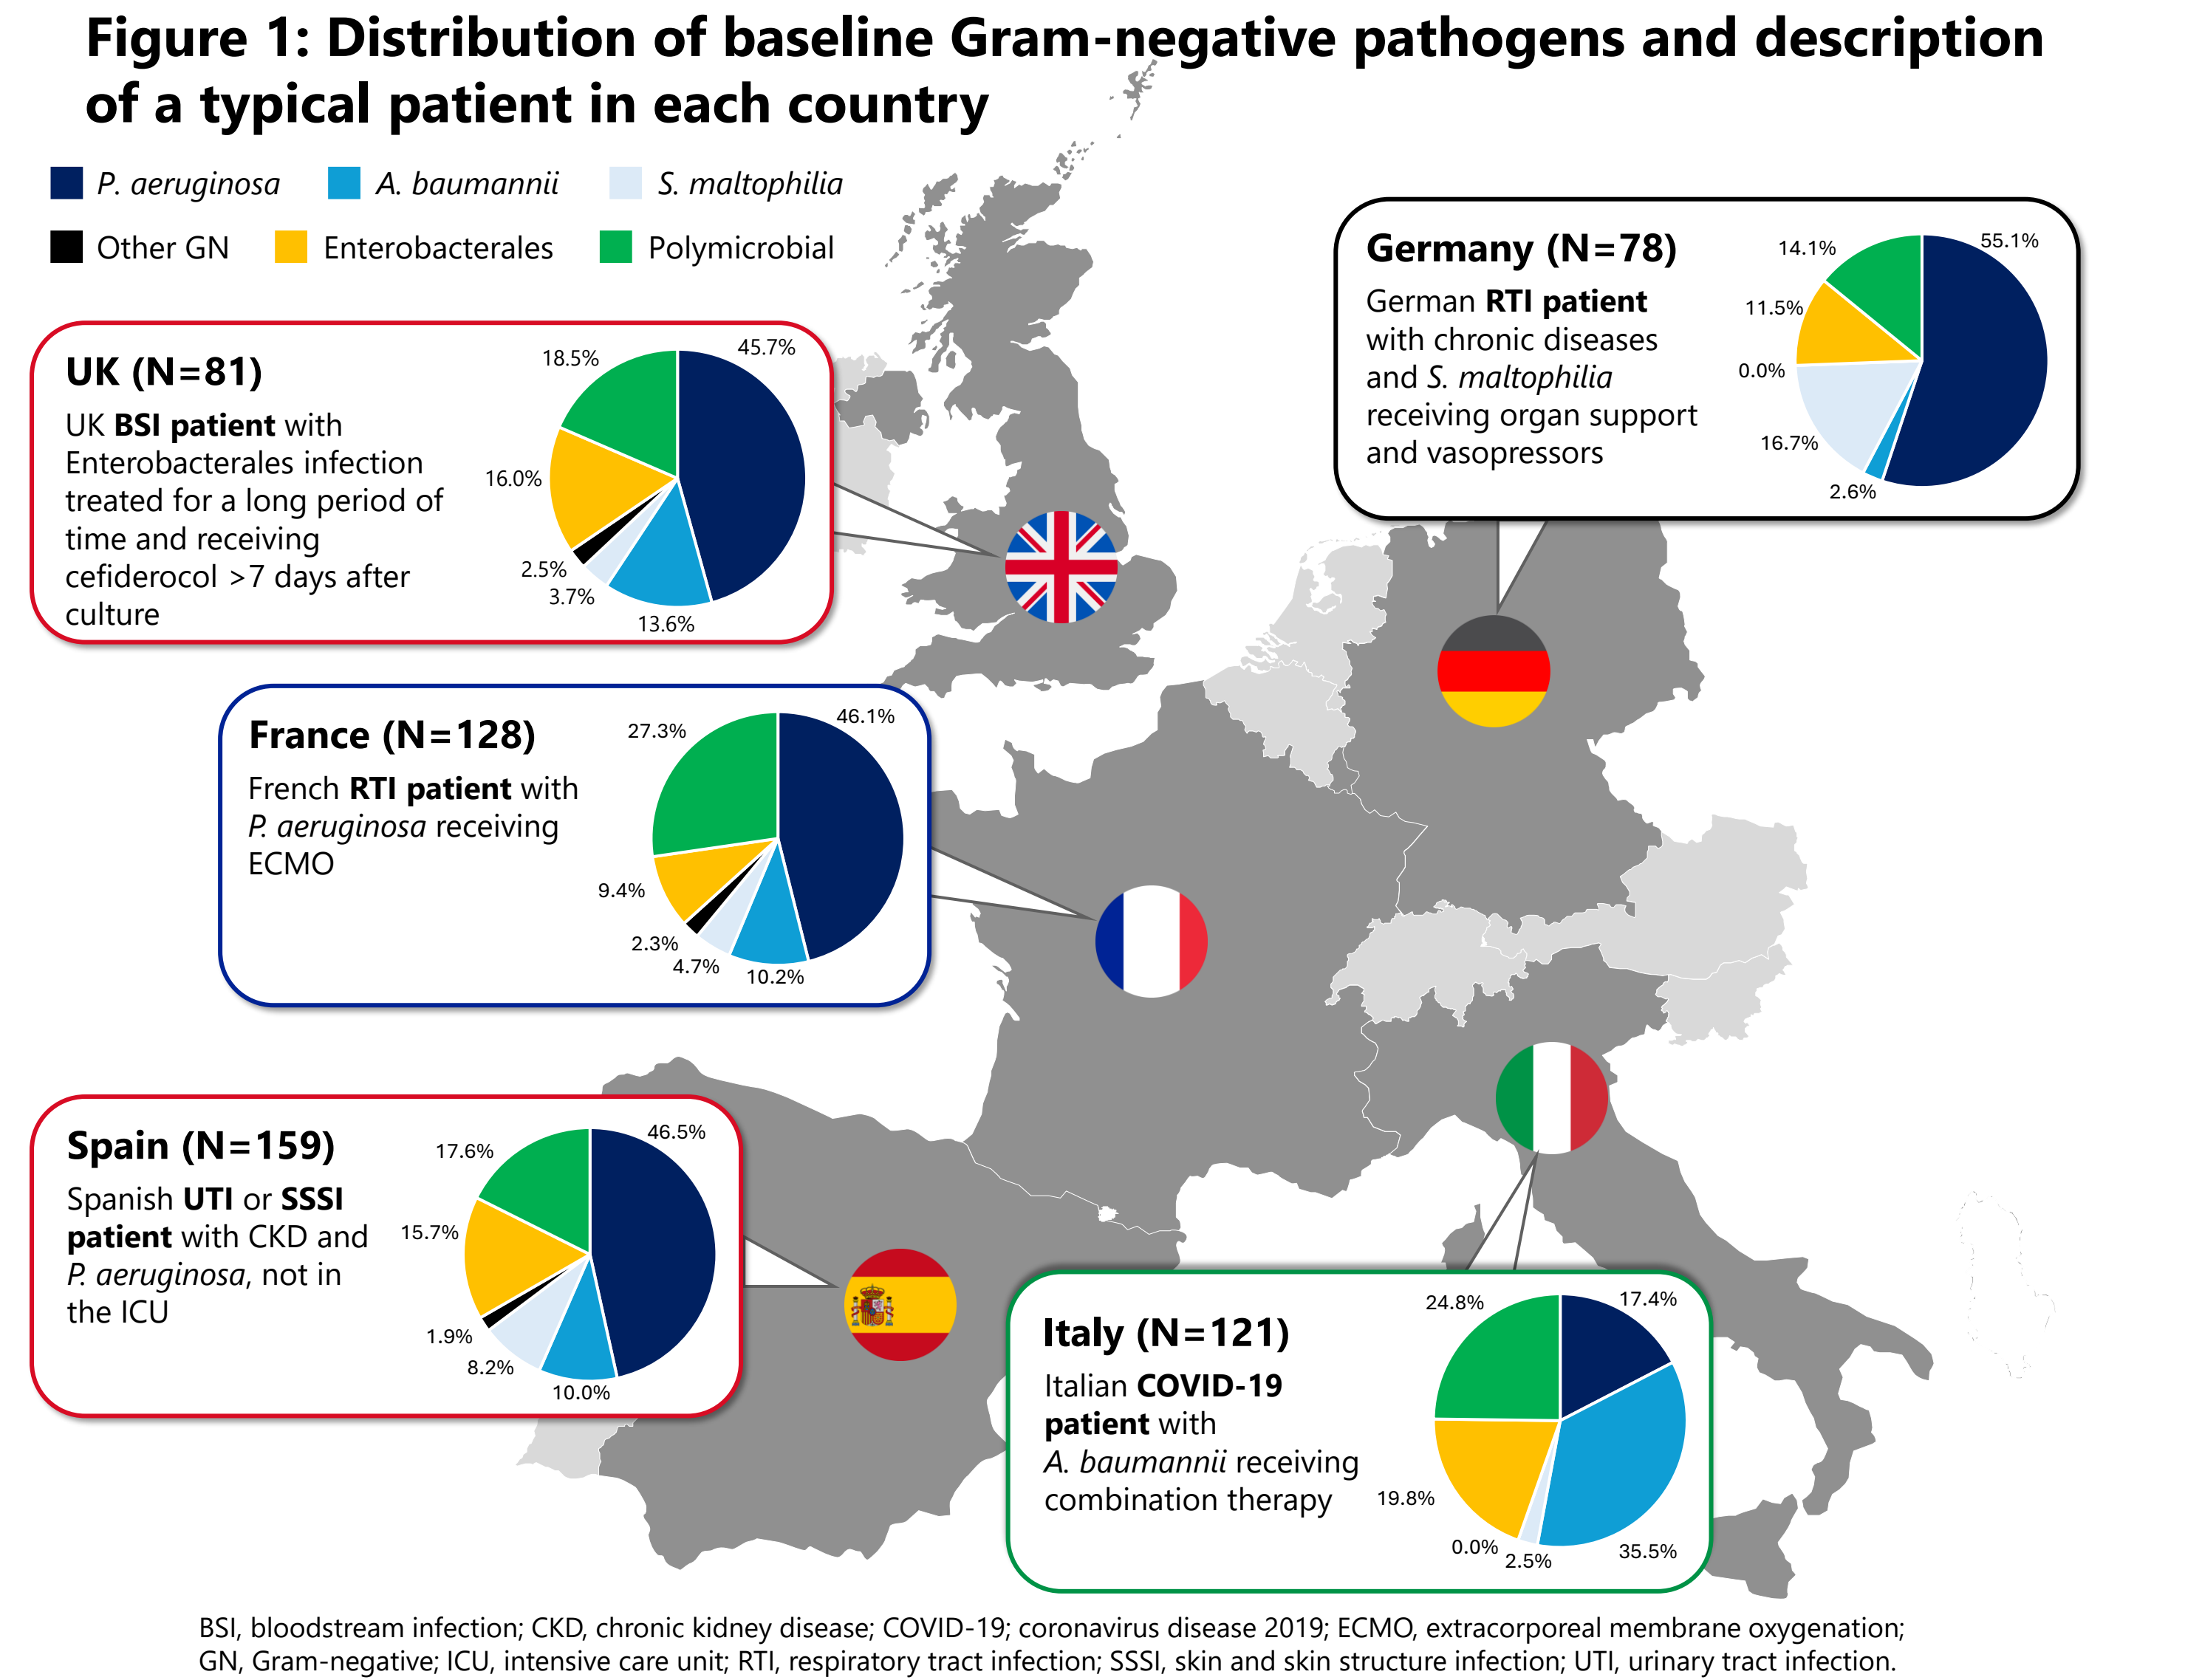 Figure 1: Distribution of baseline Gram-negative pathogens and description
of a typical patient in each country
P. aeruginosa
A. baumannii
S. maltophilia
Other GN
Enterobacterales
Polymicrobial
UK (N=81)
UK BSI patient with
Enterobacterales infection
treated for a long period of
time and receiving
cefiderocol >7 days after
culture
45.7%
13.6%
3.7%
2.5%
16.0%
18.5%
Germany (N=78)
German RTI patient
with chronic diseases
and S. maltophilia
receiving organ support
and vasopressors
55.1%
2.6%
16.7%
0.0%
11.5%
14.1%
France (N=128)
French RTI patient with
P. aeruginosa receiving
ECMO
46.1%
10.2%
4.7%
2.3%
9.4%
27.3%
Spain (N=159)
Spanish UTI or SSSI
patient with CKD and
P. aeruginosa, not in
the ICU
46.5%
10.0%
8.2%
1.9%
15.7%
17.6%
Italy (N=121)
Italian COVID-19
patient with
A. baumannii receiving
combination therapy
17.4%
35.5%
2.5%
0.0%
19.8%
24.8%
BSI, bloodstream infection; CKD, chronic kidney disease; COVID-19; coronavirus disease 2019; ECMO, extracorporeal membrane oxygenation;
GN, Gram-negative; ICU, intensive care unit; RTI, respiratory tract infection; SSSI, skin and skin structure infection; UTI, urinary tract infection.